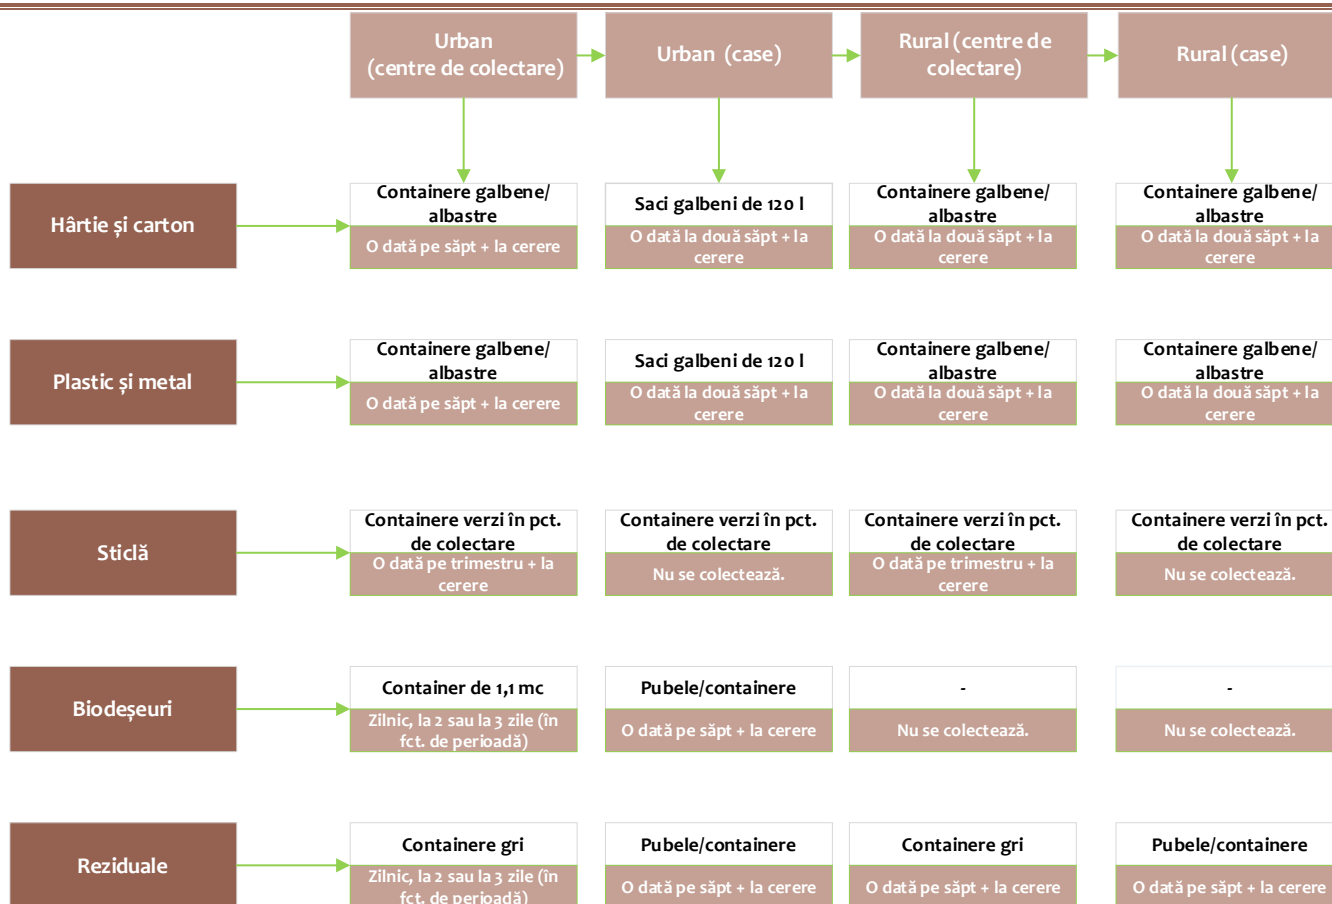 Urban
(centre de colectare)
Urban (case)
Rural (centre de
colectare)
Rural (case)
Hârtie și carton
Containere galbene/
albastre
O dată pe săpt + la cerere
Saci galbeni de 120 l
O dată la două săpt + la
cerere
Containere galbene/
albastre
O dată la două săpt + la
cerere
Containere galbene/
albastre
O dată la două săpt + la
cerere
Plastic și metal
Containere galbene/
albastre
O dată pe săpt + la cerere
Saci galbeni de 120 l
O dată la două săpt + la
cerere
Containere galbene/
albastre
O dată la două săpt + la
cerere
Containere galbene/
albastre
O dată la două săpt + la
cerere
Sticlă
Containere verzi în pct.
de colectare
O dată pe trimestru + la
cerere
Containere verzi în pct.
de colectare
Nu se colectează.
Containere verzi în pct.
de colectare
O dată pe trimestru + la
cerere
Containere verzi în pct.
de colectare
Nu se colectează.
Biodeșeuri
Container de 1,1 mc
Zilnic, la 2 sau la 3 zile (în
fct. de perioadă)
Pubele/containere
O dată pe săpt + la cerere
-
Nu se colectează.
-
Nu se colectează.
Reziduale
Containere gri
Zilnic, la 2 sau la 3 zile (în
fct. de perioadă)
Pubele/containere
O dată pe săpt + la cerere
Containere gri
O dată pe săpt + la cerere
Pubele/containere
O dată pe săpt + la cerere